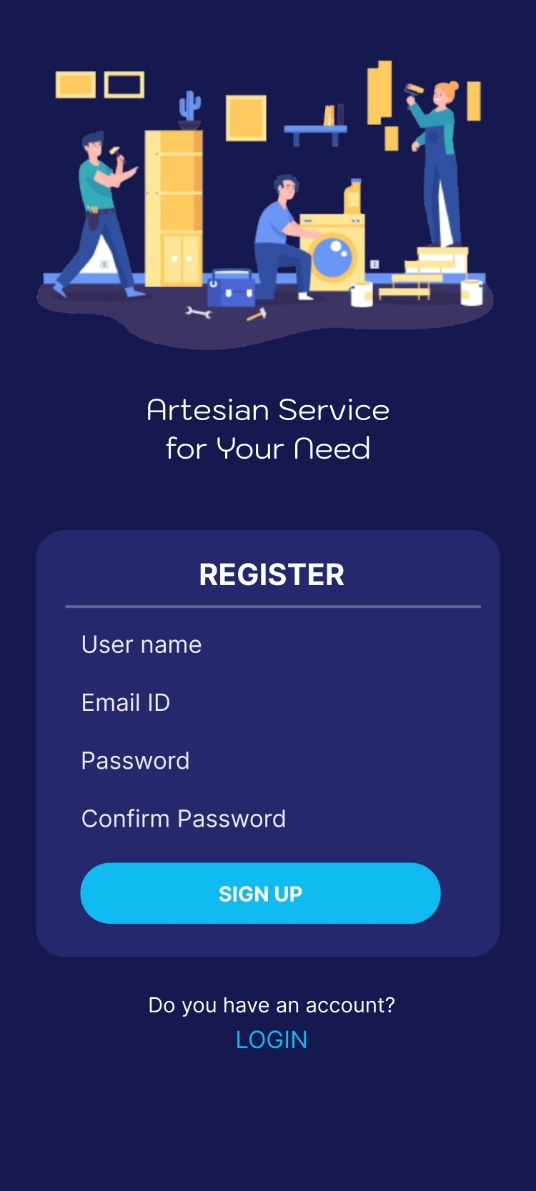 Artesian Service
for Your Need
REGISTER
User name
Email ID
Password
Confirm Password
SIGN UP
Do you have an account?
LOGIN